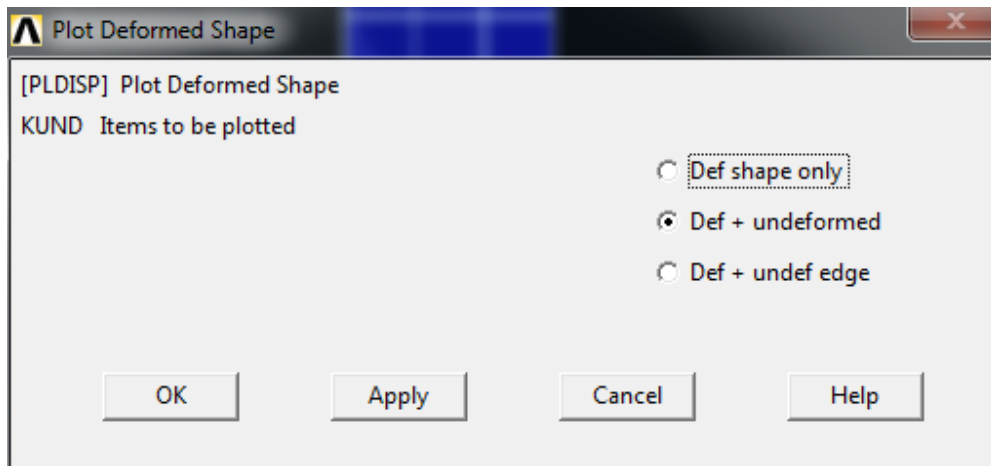 Plot Deformed Shape
[PLDISP] Plot Deformed Shape
KUND Items to be plotted
Def shape only
Def + undeformed
Def + undef edge
OK Apply Cancel Help